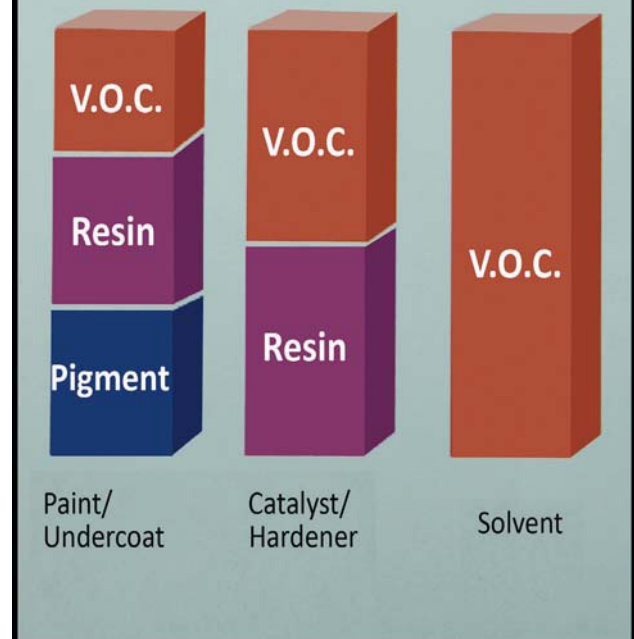 V.O.C.
Resin
Pigment
Paint/
Undercoat
V.O.C.
Resin
Catalyst/
Hardener
V.O.C.
Solvent